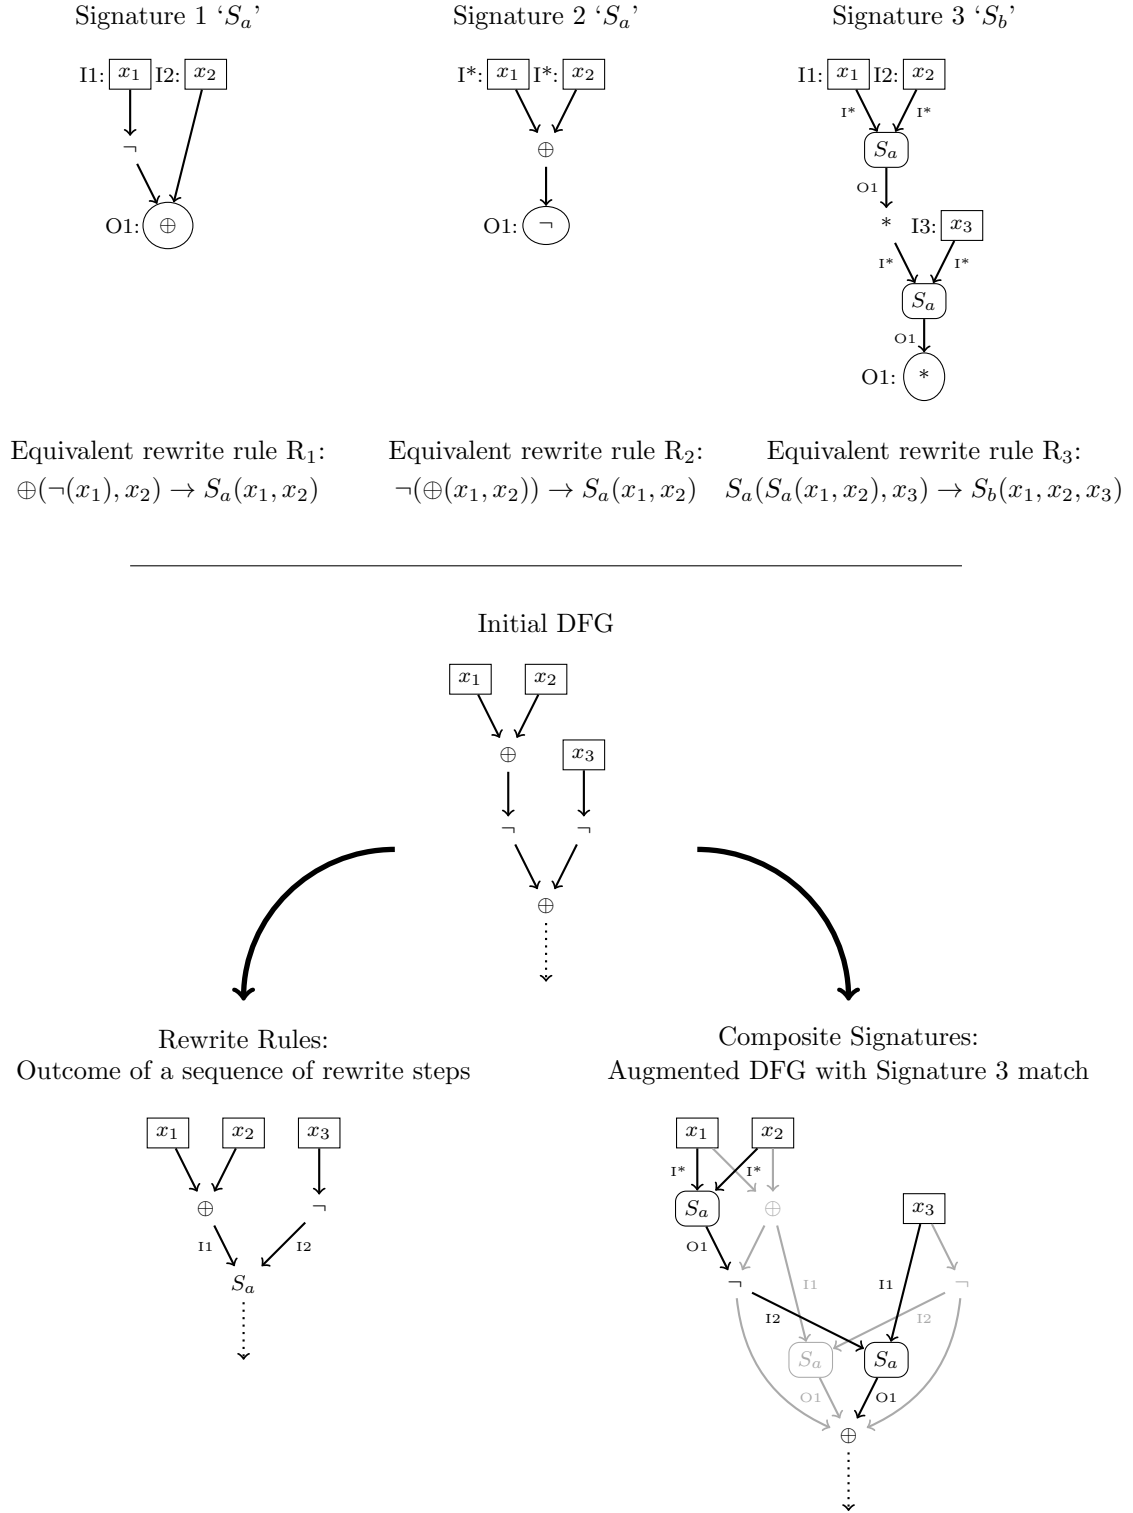 Signature 1 ‘Sₐ’ Signature 2 ‘Sₐ’ Signature 3 ‘S_b’
I1: x₁ I2: x₂ I*: x₁ I*: x₂ I1: x₁ I2: x₂
I* I*
¬ ⊕ Sₐ
O1
O1: ⊕ O1: ¬ * I3: x₃
I* I*
Sₐ
O1
O1: *
Equivalent rewrite rule R₁: Equivalent rewrite rule R₂: Equivalent rewrite rule R₃:
⊕(¬(x₁), x₂) → Sₐ(x₁, x₂) ¬(⊕(x₁, x₂)) → Sₐ(x₁, x₂) Sₐ(Sₐ(x₁, x₂), x₃) → S_b(x₁, x₂, x₃)
Initial DFG
x₁ x₂
⊕ x₃
¬ ¬
⊕
Rewrite Rules:
Outcome of a sequence of rewrite steps
x₁ x₂ x₃
⊕ ¬
I1 I2
Sₐ
Composite Signatures:
Augmented DFG with Signature 3 match
x₁ x₂
I* I*
Sₐ ⊕ x₃
O1
¬ I1 I1 ¬
I2 I2
Sₐ Sₐ
O1 O1
⊕